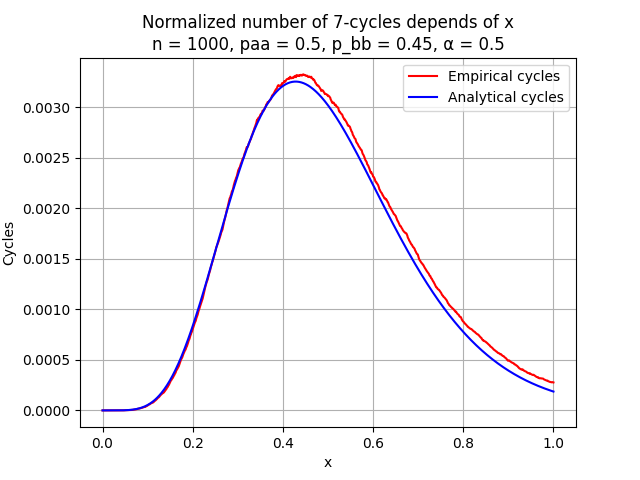 Normalized number of 7-cycles depends of x
n = 1000, paa = 0.5, p_bb = 0.45, α = 0.5
Empirical cycles
Analytical cycles
Cycles
0.0030
0.0025
0.0020
0.0015
0.0010
0.0005
0.0000
0.0 0.2 0.4 0.6 0.8 1.0
x